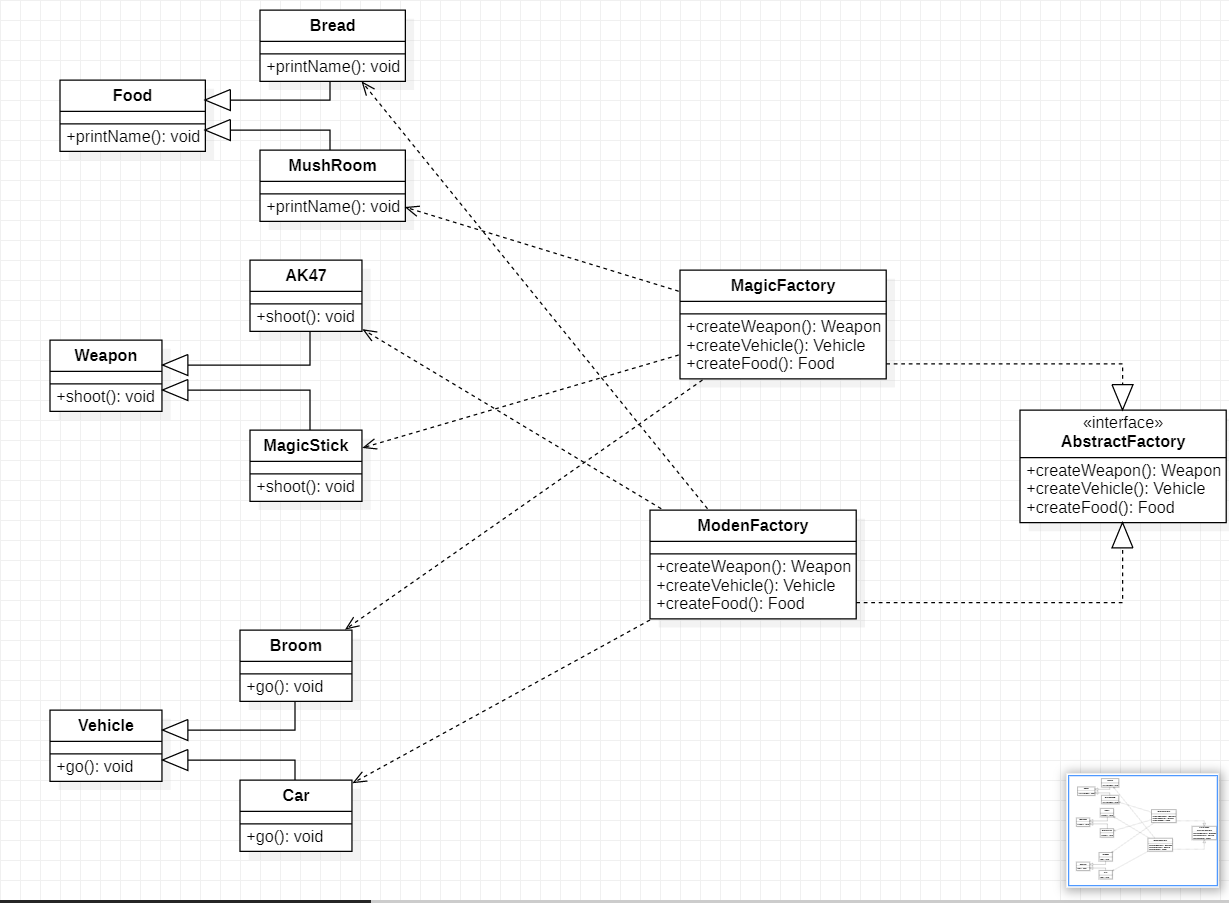 Bread
+printName(): void
Food
+printName(): void
MushRoom
+printName(): void
AK47
+shoot(): void
Weapon
+shoot(): void
MagicStick
+shoot(): void
MagicFactory
+createWeapon(): Weapon
+createVehicle(): Vehicle
+createFood(): Food
«interface»
AbstractFactory
+createWeapon(): Weapon
+createVehicle(): Vehicle
+createFood(): Food
ModenFactory
+createWeapon(): Weapon
+createVehicle(): Vehicle
+createFood(): Food
Broom
+go(): void
Vehicle
+go(): void
Car
+go(): void